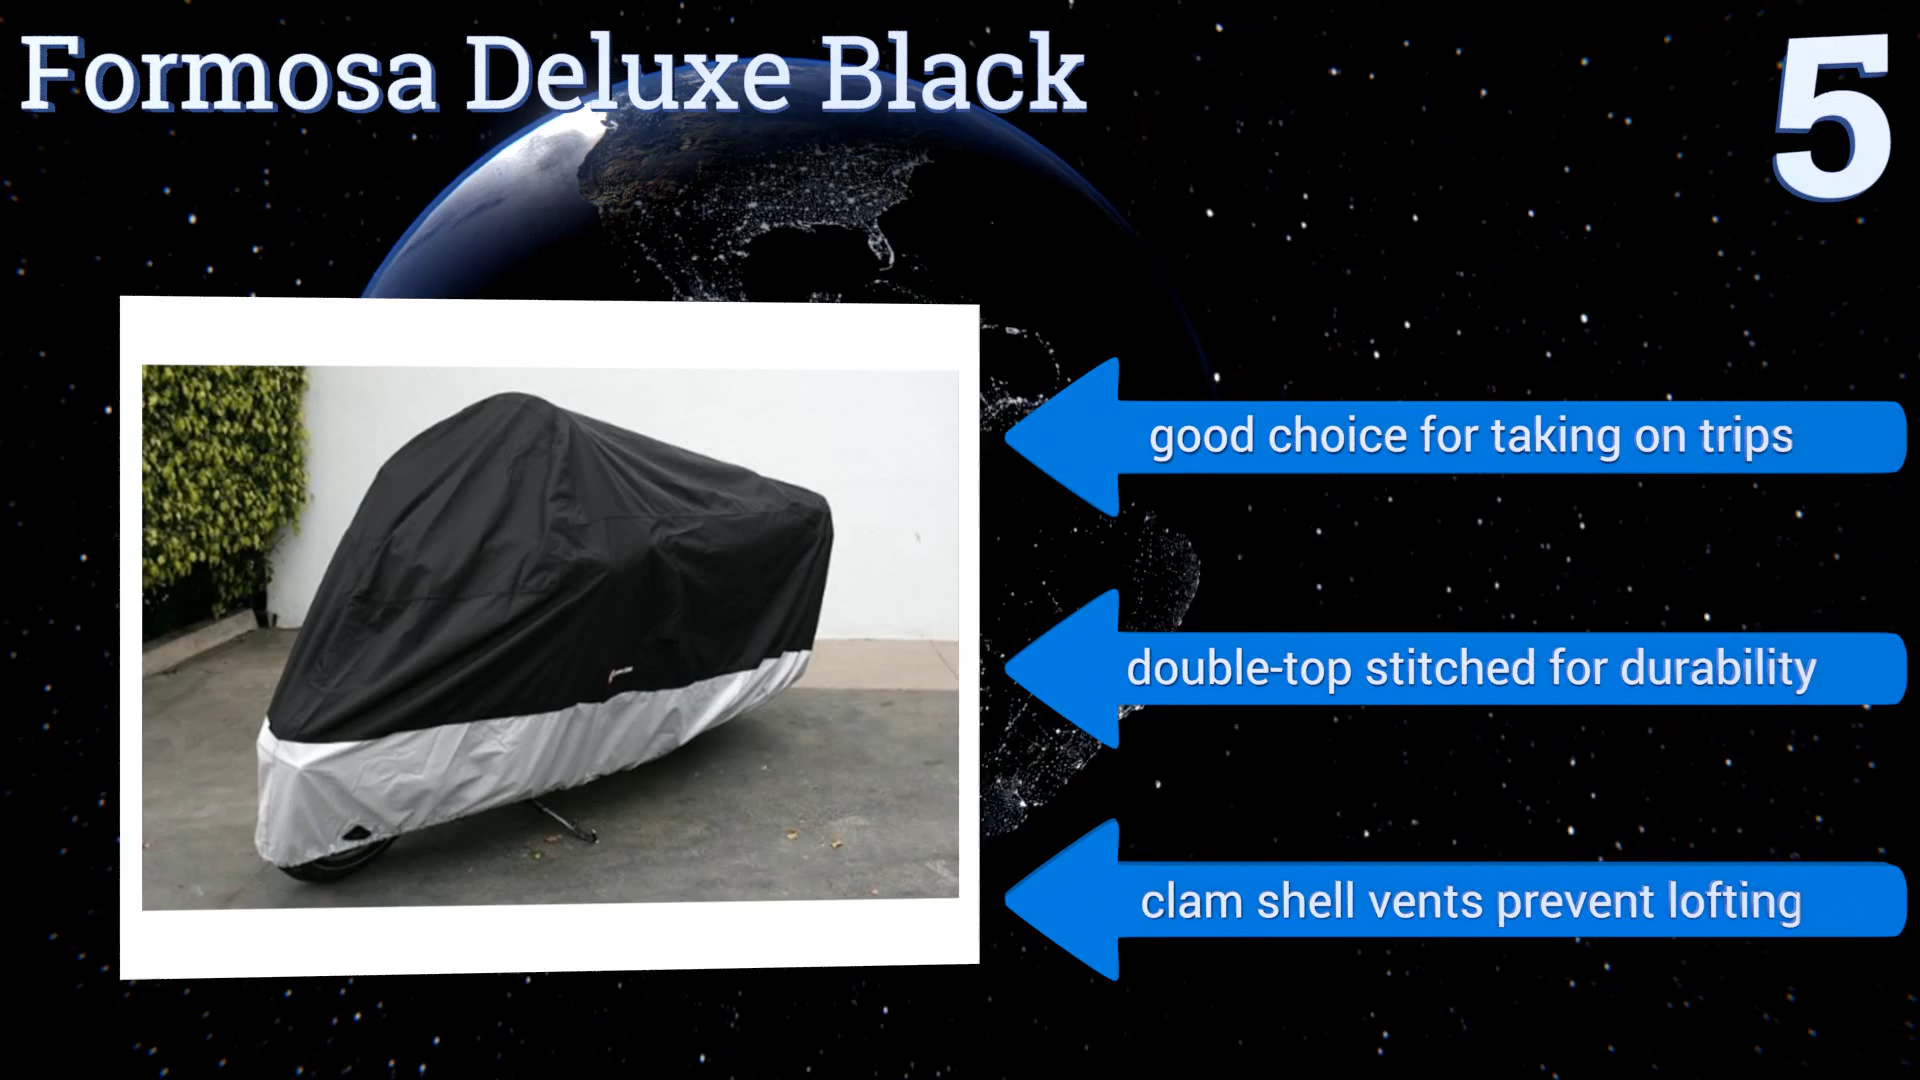 Formosa Deluxe Black
5
good choice for taking on trips
double-top stitched for durability
clam shell vents prevent lofting